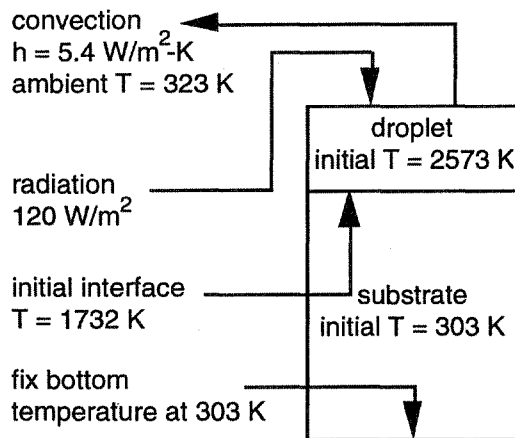 convection
h = 5.4 W/m²-K
ambient T = 323 K
droplet
initial T = 2573 K
radiation
120 W/m²
initial interface
T = 1732 K
substrate
initial T = 303 K
fix bottom
temperature at 303 K